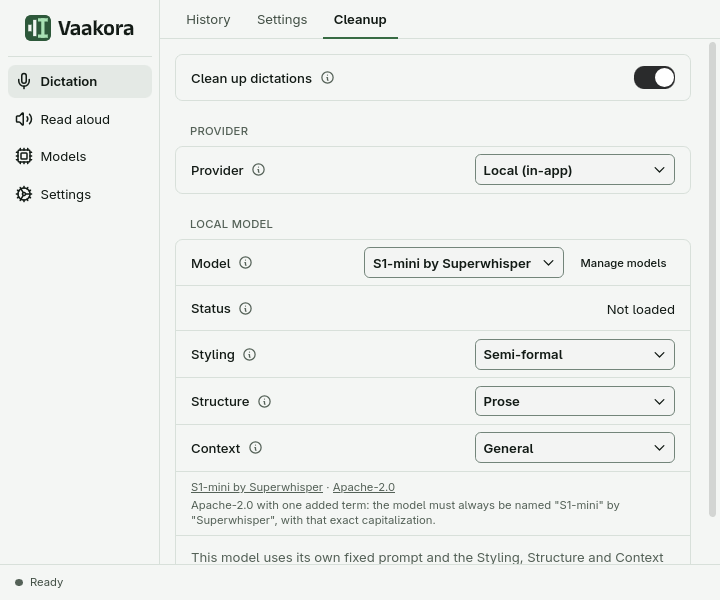 Vaakora
Dictation
Read aloud
Models
Settings
History Settings Cleanup
Clean up dictations
PROVIDER
Provider Local (in-app)
LOCAL MODEL
Model S1-mini by Superwhisper Manage models
Status Not loaded
Styling Semi-formal
Structure Prose
Context General
S1-mini by Superwhisper · Apache-2.0
Apache-2.0 with one added term: the model must always be named "S1-mini" by
"Superwhisper", with that exact capitalization.
This model uses its own fixed prompt and the Styling, Structure and Context
Ready